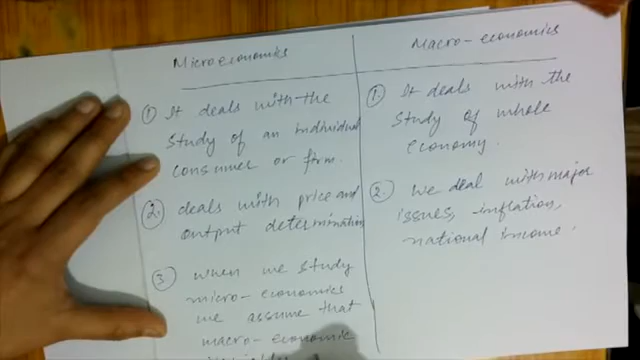 Microeconomics
① It deals with the
study of an individual
consumer or firm.
② deals with price and
output determination
③ When we study
micro-economics
we assume that
macro-economic
Macro-economics
① It deals with the
study of whole
economy.
② We deal with major
issues, inflation,
national income.